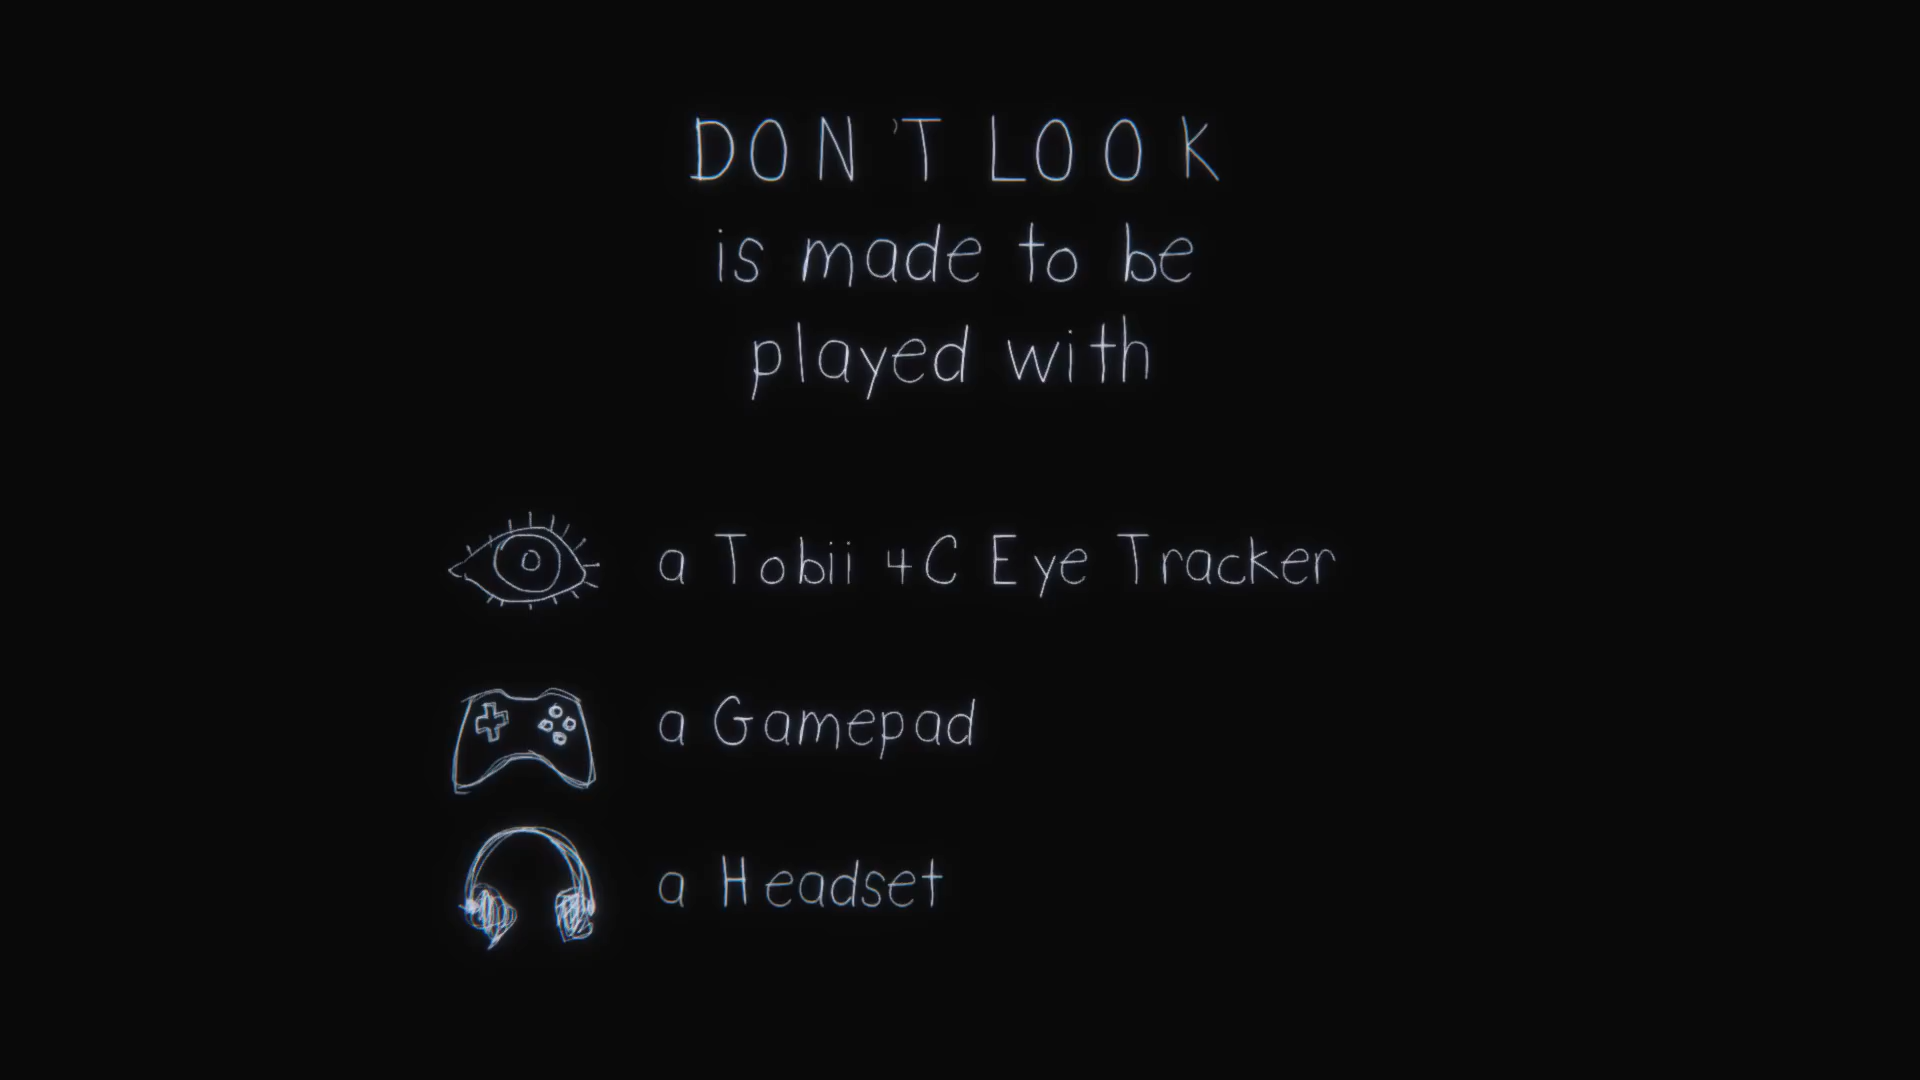 DON'T LOOK
is made to be
played with
a Tobii 4C Eye Tracker
a Gamepad
a Headset